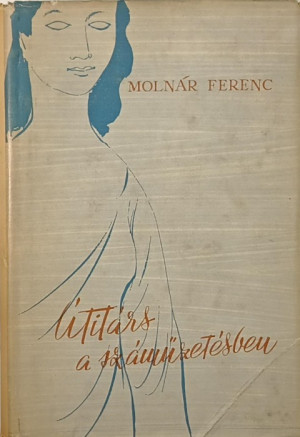 MOLNÁR FERENC
Útitárs
a száműzetésben